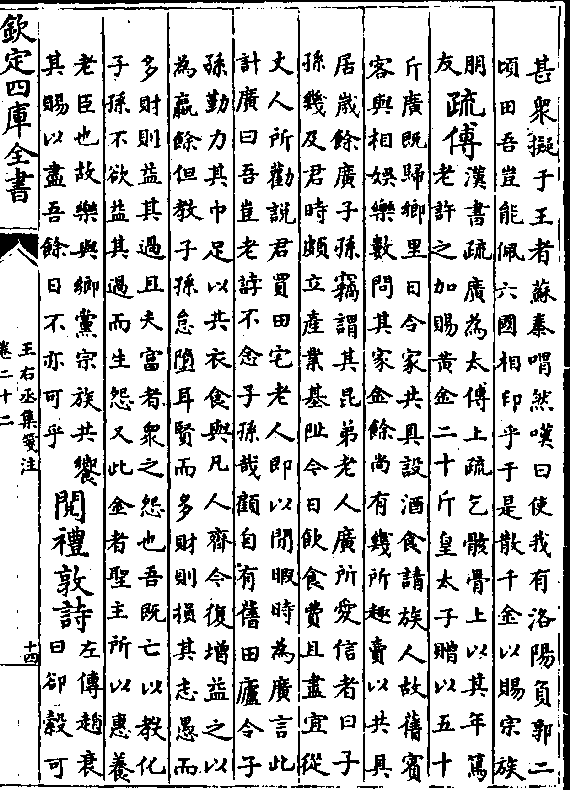 甚眾擬于王者蘇秦喟然嘆曰使我有洛陽負郭二
頃田吾豈能佩六國相印乎于是散千金以賜宗族
朋
友
疏傅
漢書疏廣為太傅上疏乞骸骨上以其年篤
老許之加賜黃金二十斤皇太子贈以五十
斤廣既歸鄉里日令家共具設酒食請族人故舊賓
客與相娛樂數問其家金餘尚有幾所趣賣以共具
居嵗餘廣子孫竊謂其昆弟老人廣所愛信者曰子
孫幾及君時頗立產業基阯今日飲食費且盡宜從
丈人所勸說君買田宅老人即以閒暇時為廣言此
計廣曰吾豈老誖不念子孫哉顧自有舊田廬令子
孫勤力其中足以共衣食與凡人齊今復增益之以
為贏餘但教子孫怠墮耳賢而多財則損其志愚而
多財則益其過且夫富者衆之怨也吾既亡以教化
子孫不欲益其過而生怨又此金者聖主所以惠養
老臣也故樂與鄉黨宗族共饗
其賜以盡吾餘日不亦可乎
閱禮敦詩
左傳趙衰
曰郤縠可
欽定四庫全書
王右丞集箋注
卷二十二
十四